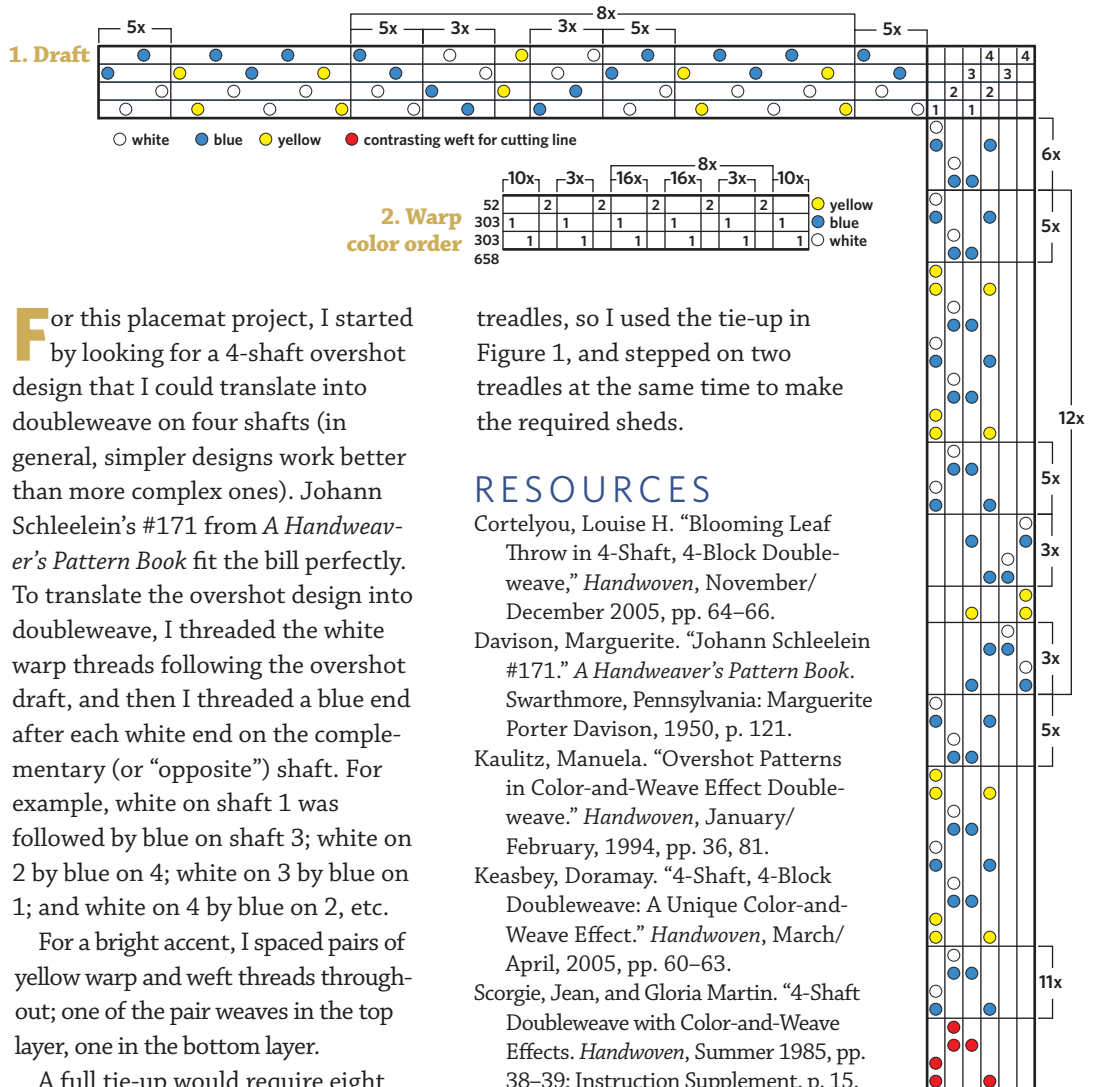 8x
5x 5x 3x 3x 5x 5x
1. Draft
4 4
3 3
2 2
1 1
white blue yellow contrasting weft for cutting line
6x
8x
10x 3x 16x 16x 3x 10x
52 2 2 2 2 2 yellow
2. Warp 303 1 1 1 1 1 1 blue
color order 303 1 1 1 1 1 1 white
658
5x
12x
5x
3x
3x
5x
11x
For this placemat project, I started
by looking for a 4-shaft overshot
design that I could translate into
doubleweave on four shafts (in
general, simpler designs work better
than more complex ones). Johann
Schleelein's #171 from A Handweav-
er's Pattern Book fit the bill perfectly.
To translate the overshot design into
doubleweave, I threaded the white
warp threads following the overshot
draft, and then I threaded a blue end
after each white end on the comple-
mentary (or “opposite”) shaft. For
example, white on shaft 1 was
followed by blue on shaft 3; white on
2 by blue on 4; white on 3 by blue on
1; and white on 4 by blue on 2, etc.
For a bright accent, I spaced pairs of
yellow warp and weft threads through-
out; one of the pair weaves in the top
layer, one in the bottom layer.
A full tie-up would require eight
treadles, so I used the tie-up in
Figure 1, and stepped on two
treadles at the same time to make
the required sheds.
RESOURCES
Cortelyou, Louise H. “Blooming Leaf
Throw in 4-Shaft, 4-Block Double-
weave,” Handwoven, November/
December 2005, pp. 64–66.
Davison, Marguerite. “Johann Schleelein
#171.” A Handweaver's Pattern Book.
Swarthmore, Pennsylvania: Marguerite
Porter Davison, 1950, p. 121.
Kaulitz, Manuela. “Overshot Patterns
in Color-and-Weave Effect Double-
weave.” Handwoven, January/
February, 1994, pp. 36, 81.
Keasbey, Doramay. “4-Shaft, 4-Block
Doubleweave: A Unique Color-and-
Weave Effect.” Handwoven, March/
April, 2005, pp. 60–63.
Scorgie, Jean, and Gloria Martin. “4-Shaft
Doubleweave with Color-and-Weave
Effects. Handwoven, Summer 1985, pp.
38–39; Instruction Supplement, p. 15.